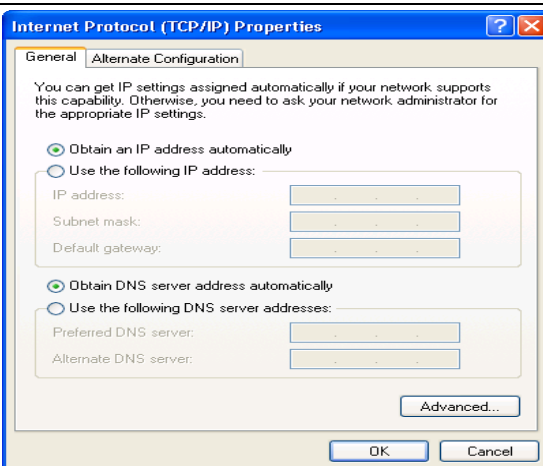 Internet Protocol (TCP/IP) Properties
General
Alternate Configuration
You can get IP settings assigned automatically if your network supports
this capability. Otherwise, you need to ask your network administrator for
the appropriate IP settings.
Obtain an IP address automatically
Use the following IP address:
IP address:
Subnet mask:
Default gateway:
Obtain DNS server address automatically
Use the following DNS server addresses:
Preferred DNS server:
Alternate DNS server:
Advanced...
OK
Cancel